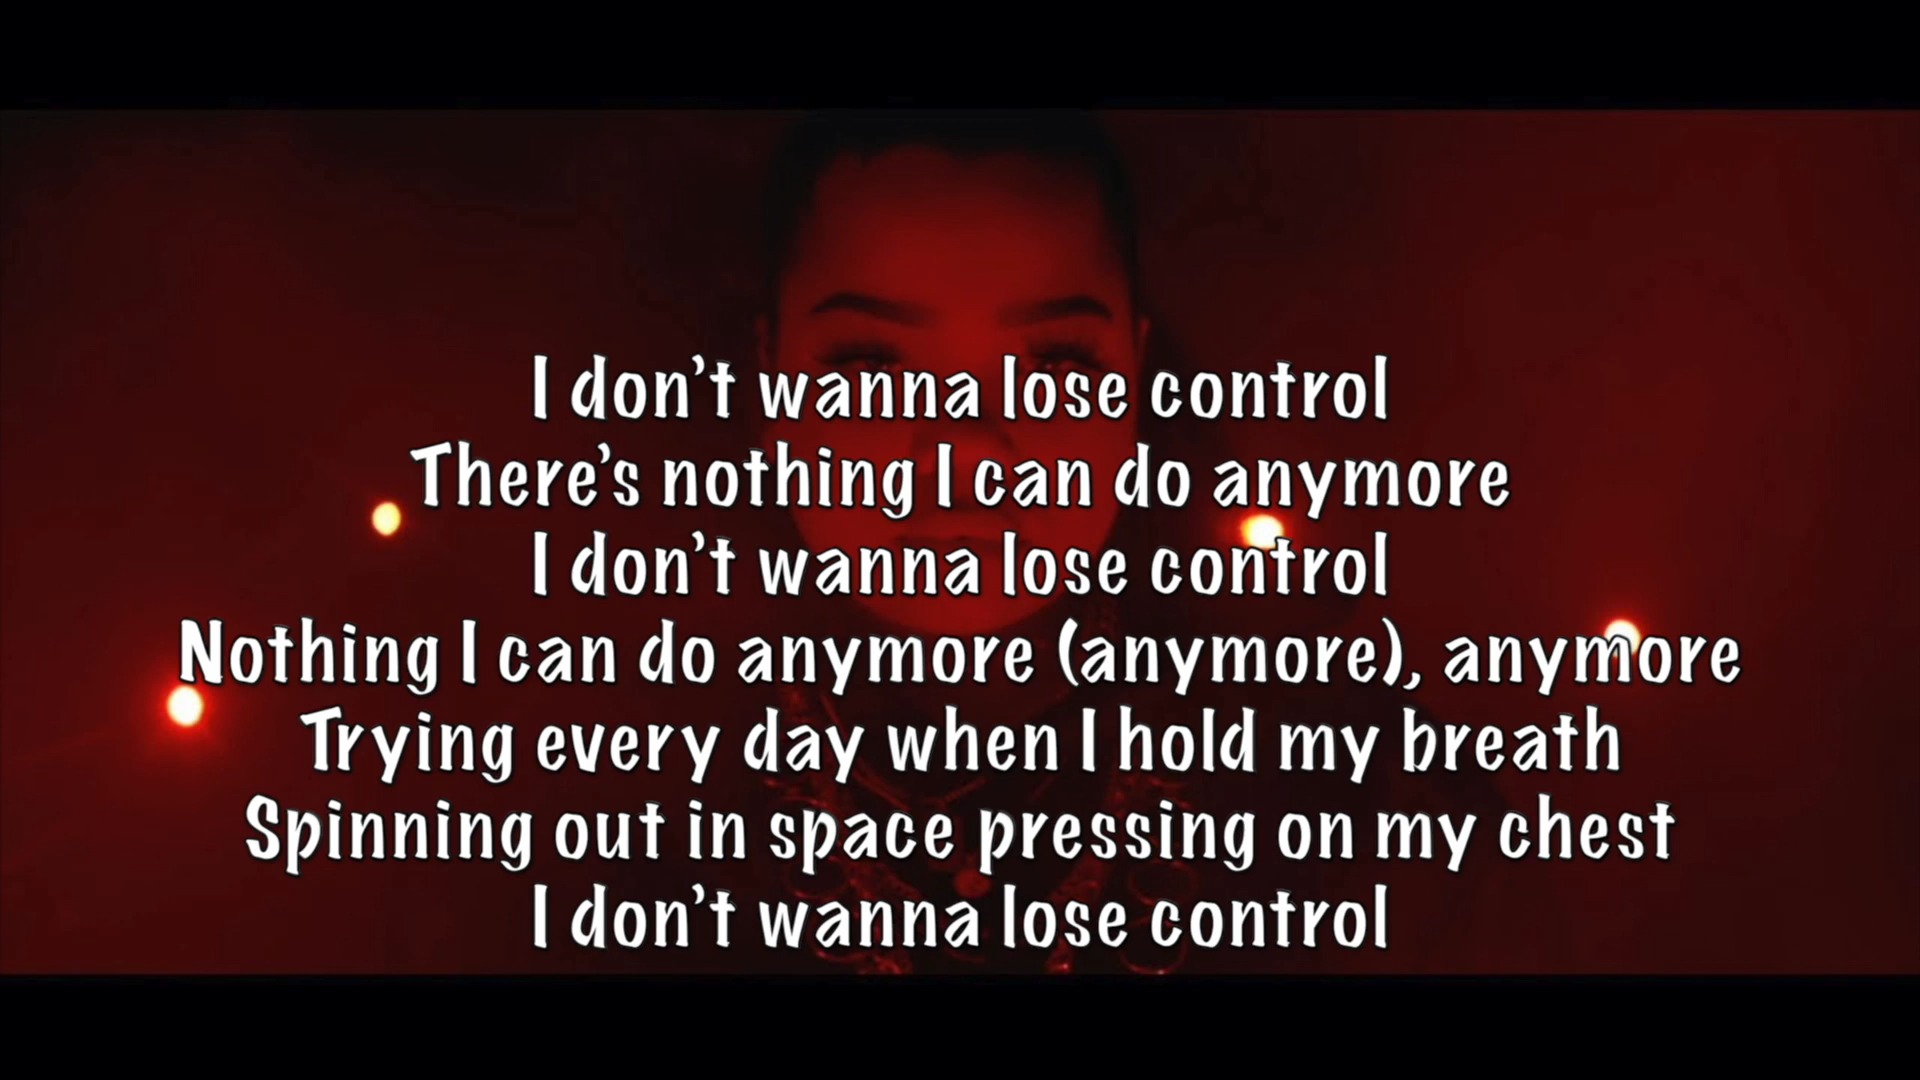 I don't wanna lose control
There's nothing I can do anymore
I don't wanna lose control
Nothing I can do anymore (anymore), anymore
Trying every day when I hold my breath
Spinning out in space pressing on my chest
I don't wanna lose control